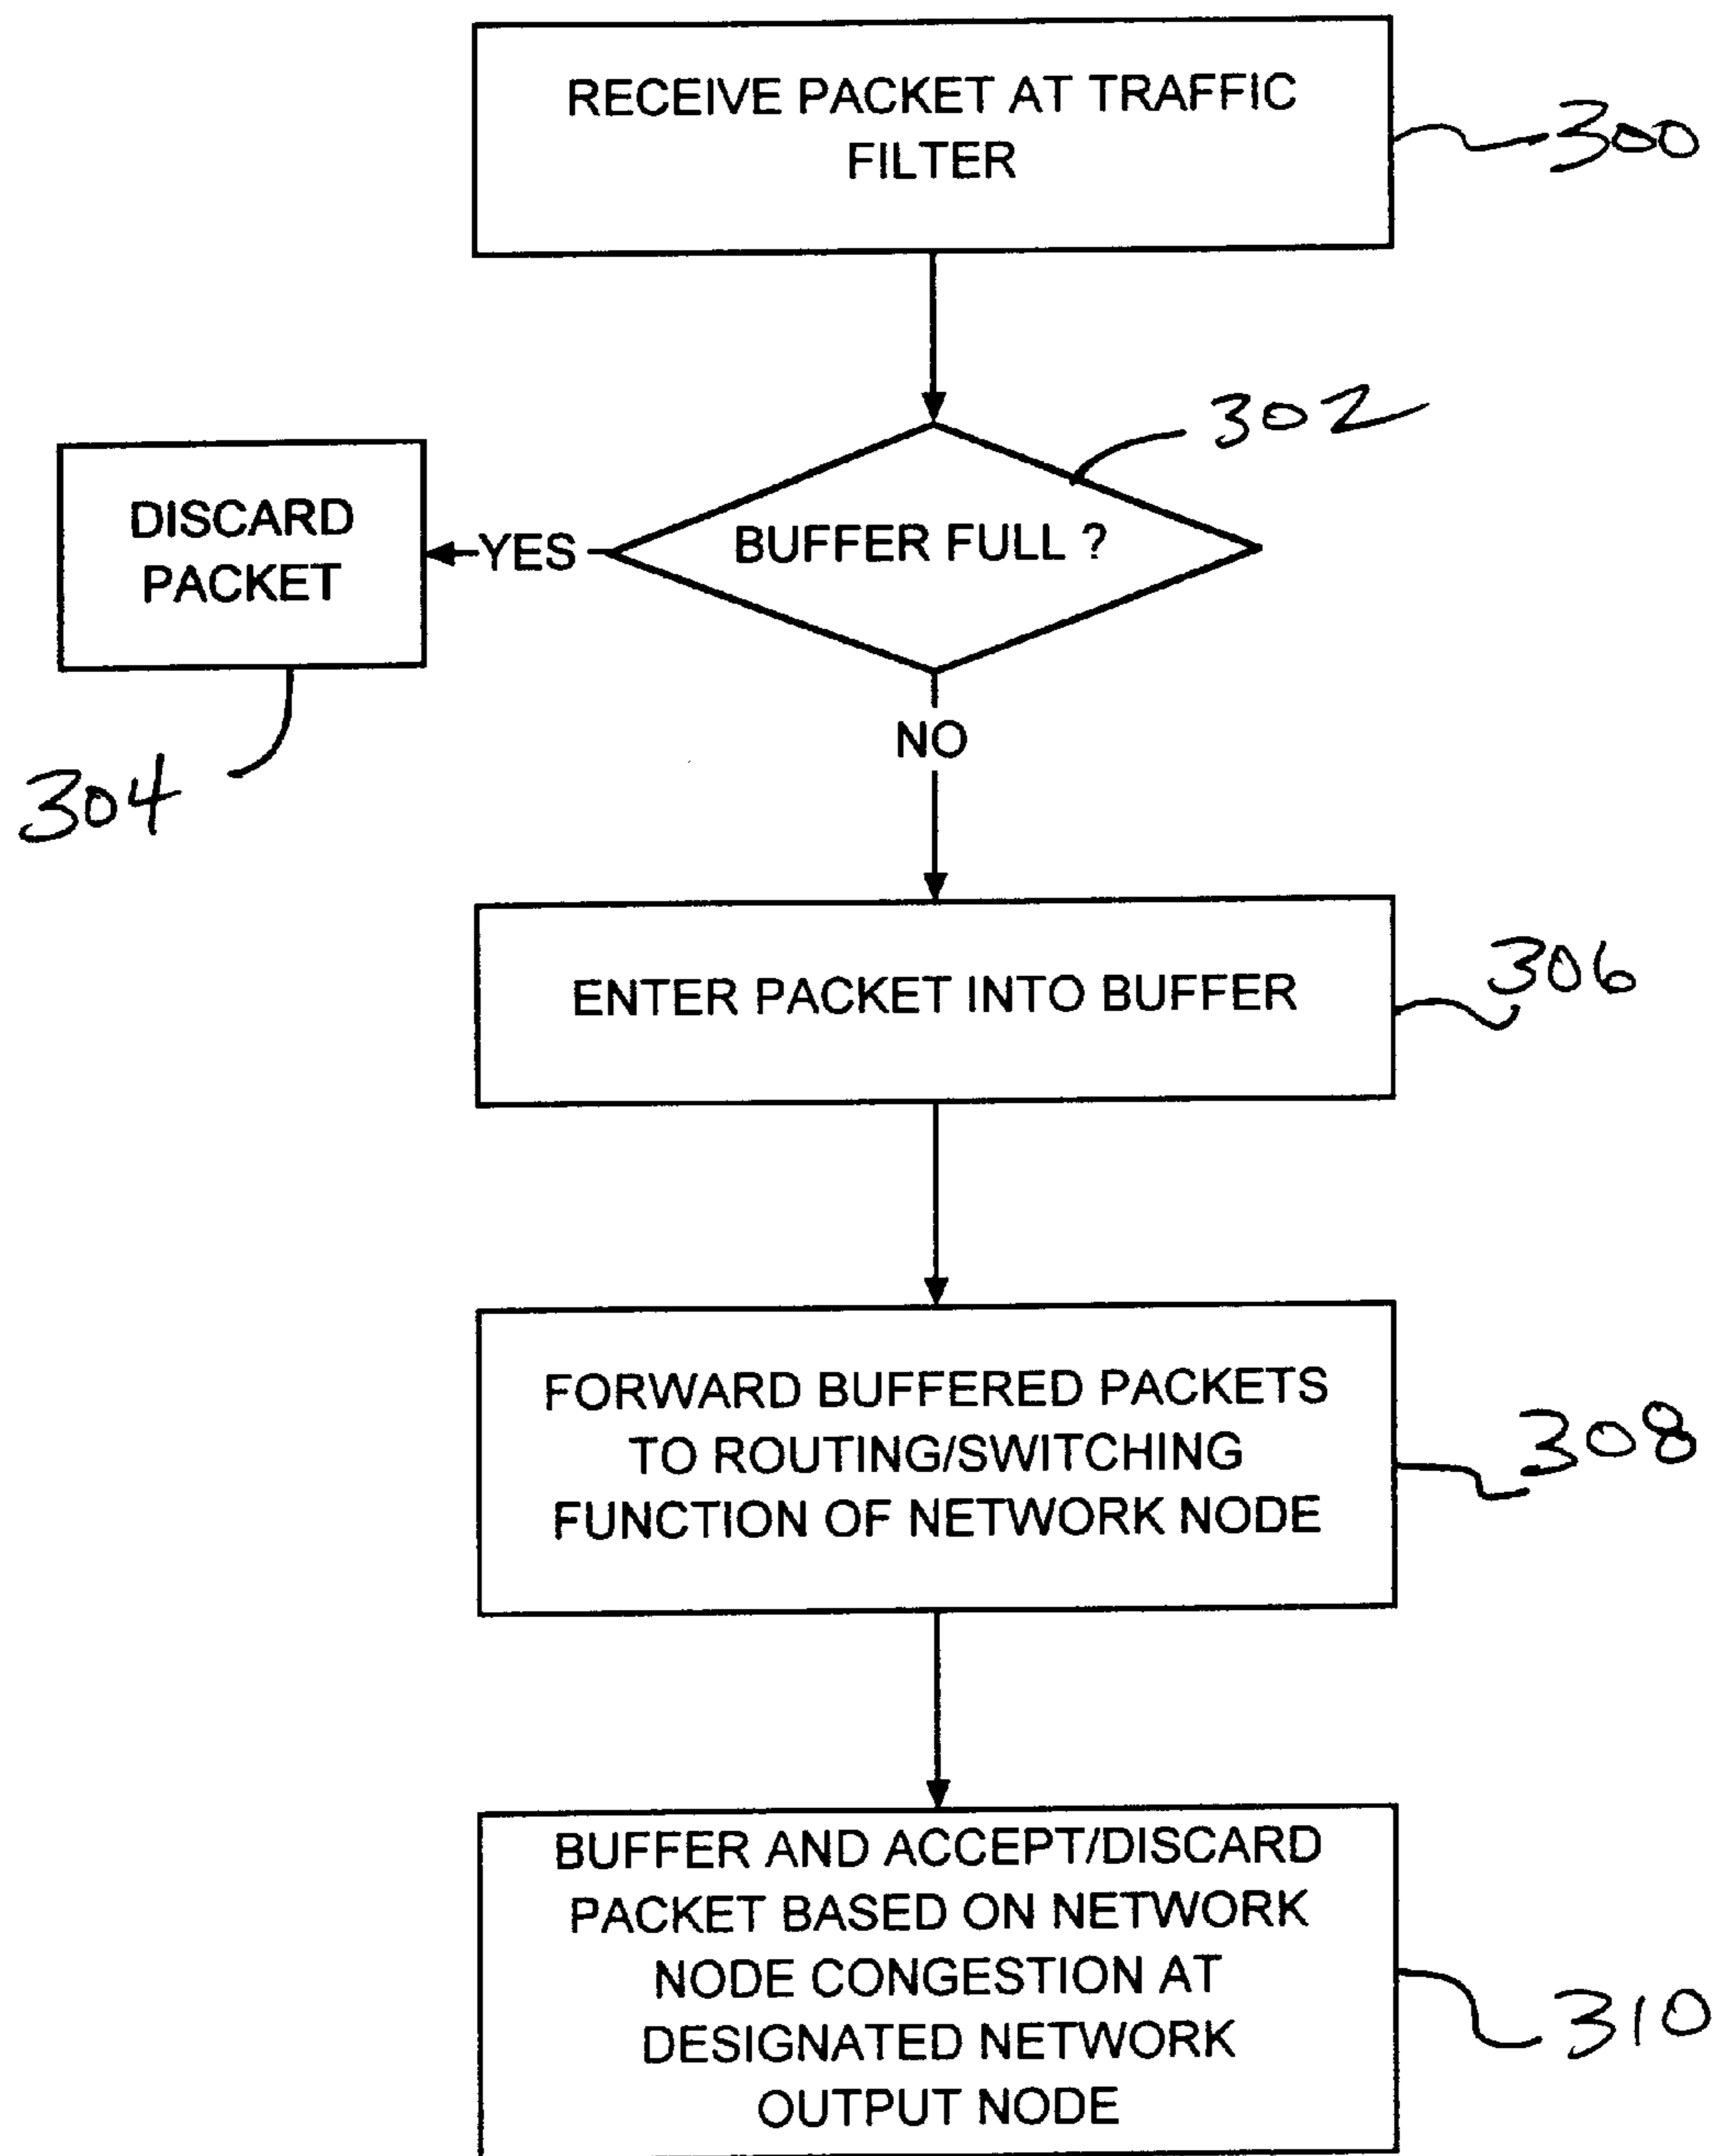 RECEIVE PACKET AT TRAFFIC
FILTER
300
302
BUFFER FULL ?
YES
DISCARD
PACKET
304
NO
ENTER PACKET INTO BUFFER
306
FORWARD BUFFERED PACKETS
TO ROUTING/SWITCHING
FUNCTION OF NETWORK NODE
308
BUFFER AND ACCEPT/DISCARD
PACKET BASED ON NETWORK
NODE CONGESTION AT
DESIGNATED NETWORK
OUTPUT NODE
310